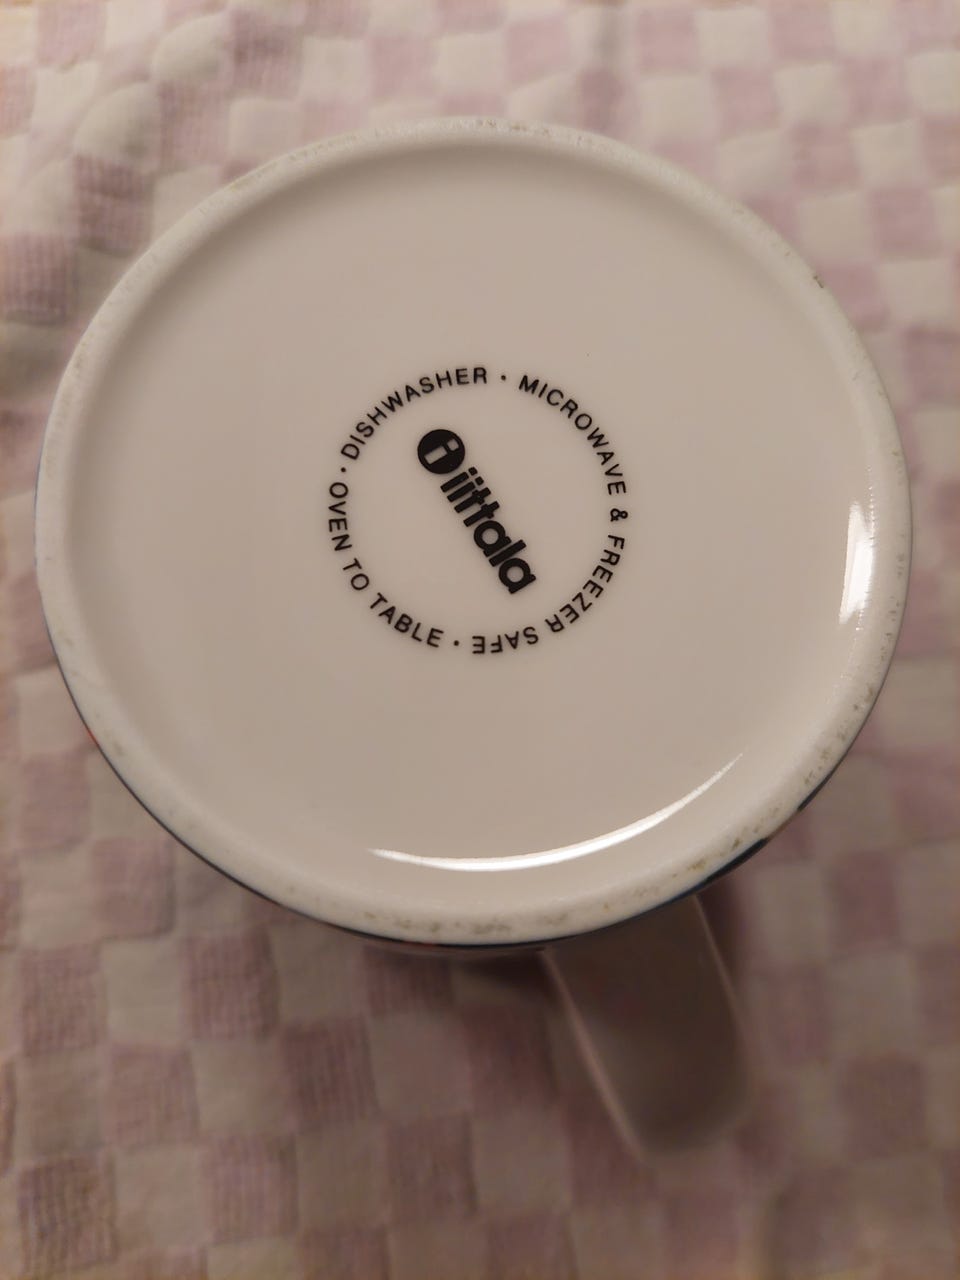 i iittala
DISHWASHER · MICROWAVE & FREEZER SAFE · OVEN TO TABLE ·